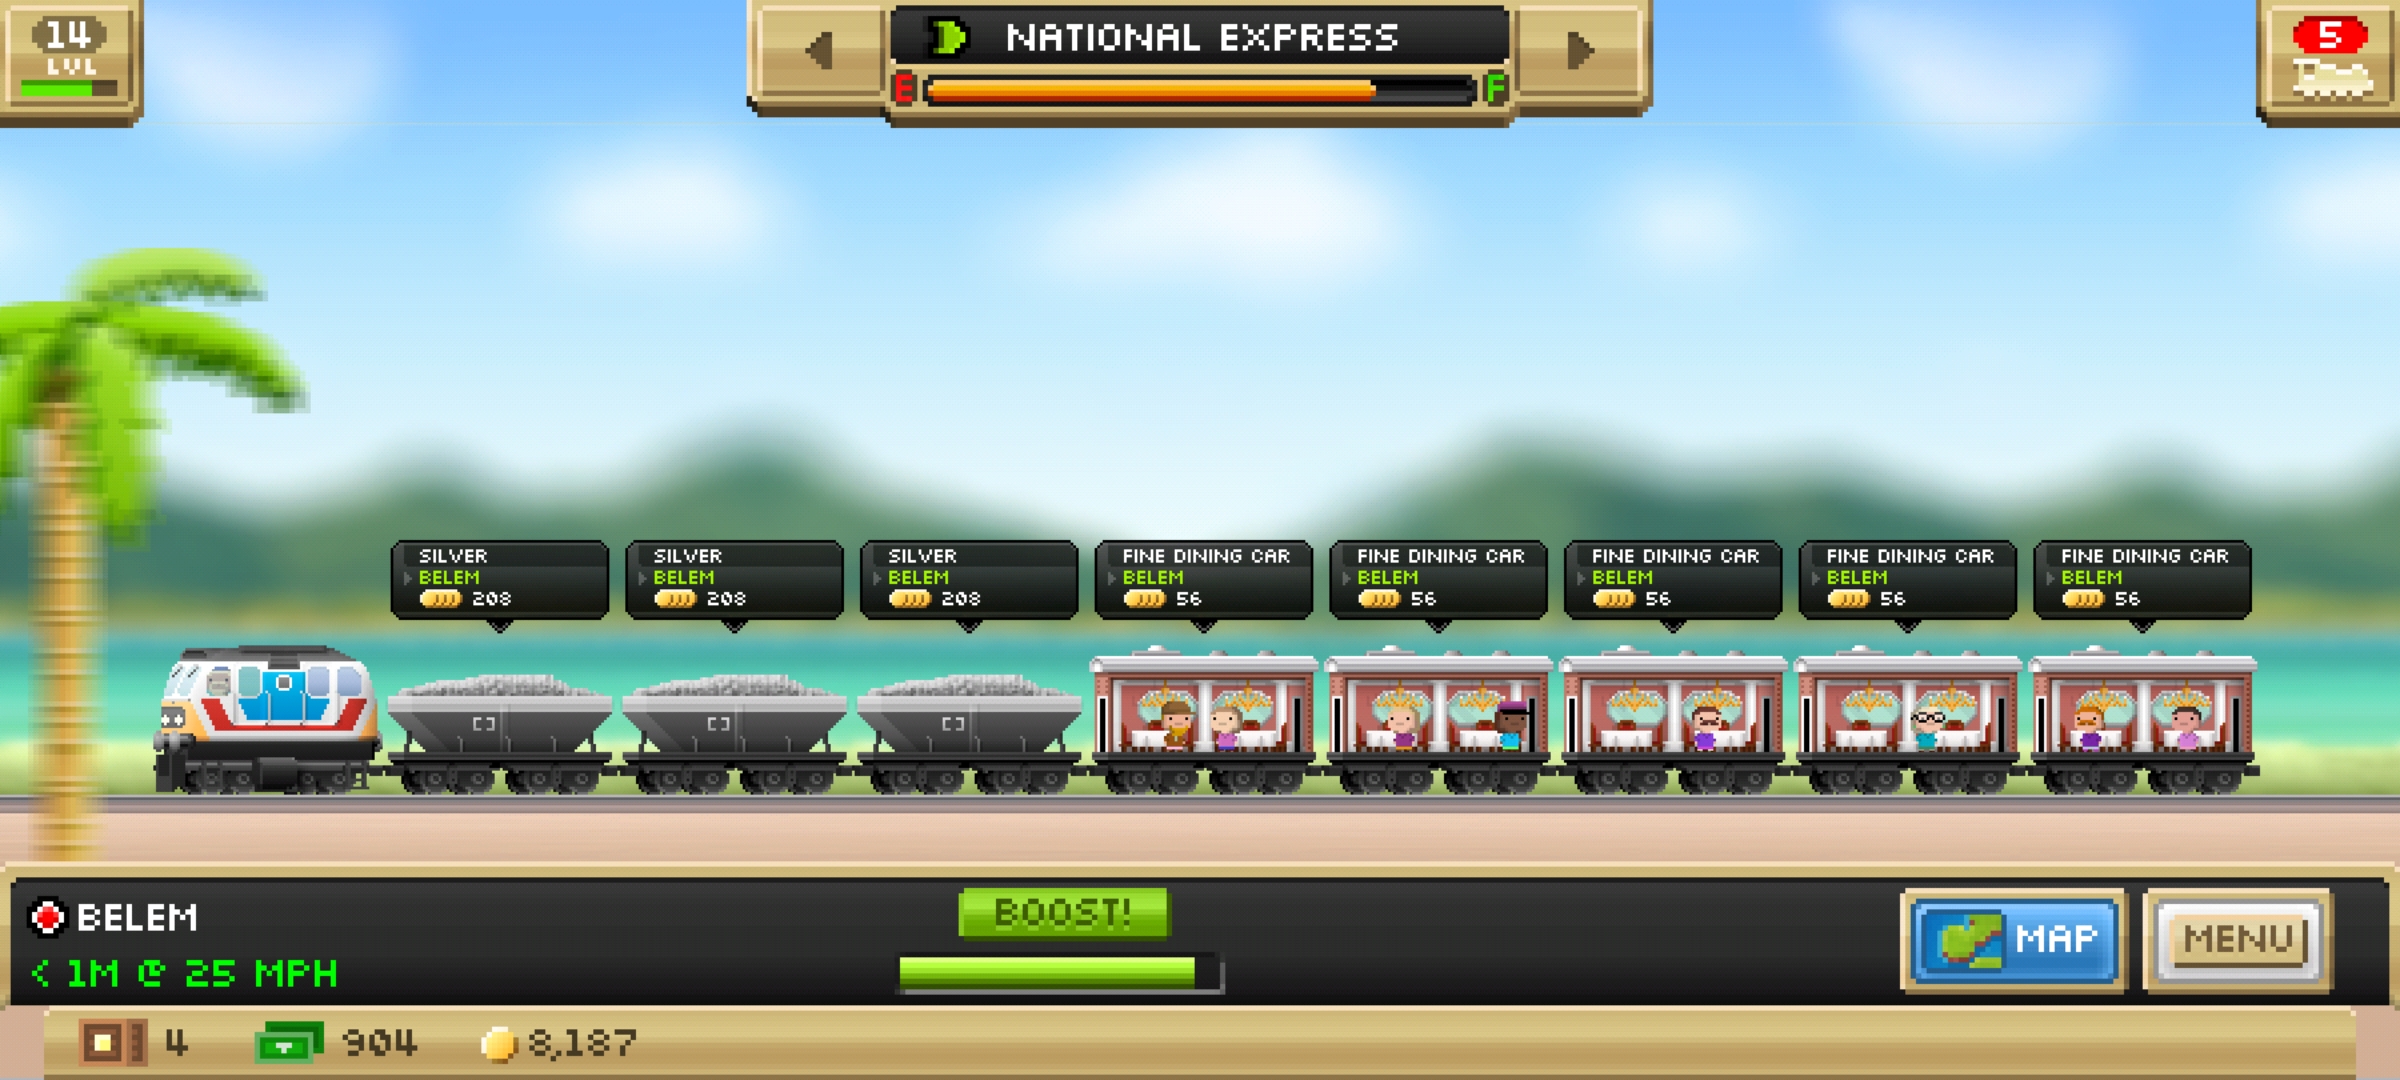 14
LVL
NATIONAL EXPRESS
E F
5
SILVER
BELEM
208
SILVER
BELEM
208
SILVER
BELEM
208
FINE DINING CAR
BELEM
56
FINE DINING CAR
BELEM
56
FINE DINING CAR
BELEM
56
FINE DINING CAR
BELEM
56
FINE DINING CAR
BELEM
56
BELEM
< 1M @ 25 MPH
BOOST!
MAP
MENU
4 904 8,187